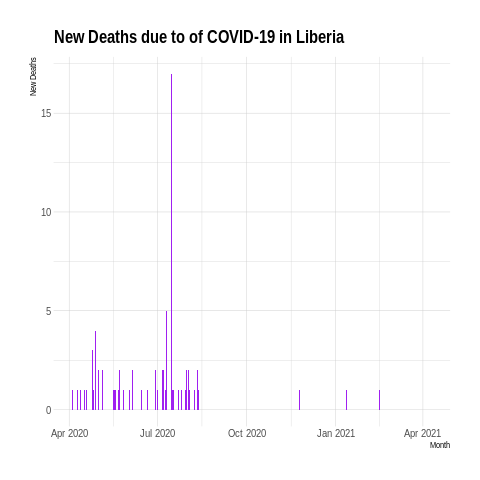 New Deaths due to of COVID-19 in Liberia
New Deaths
15
10
5
0
Apr 2020 Jul 2020 Oct 2020 Jan 2021 Apr 2021
Month